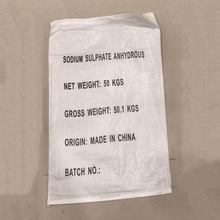 SODIUM SULPHATE ANHYDROUS
NET WEIGHT: 50 KGS
GROSS WEIGHT: 50.1 KGS
ORIGIN: MADE IN CHINA
BATCH NO.: